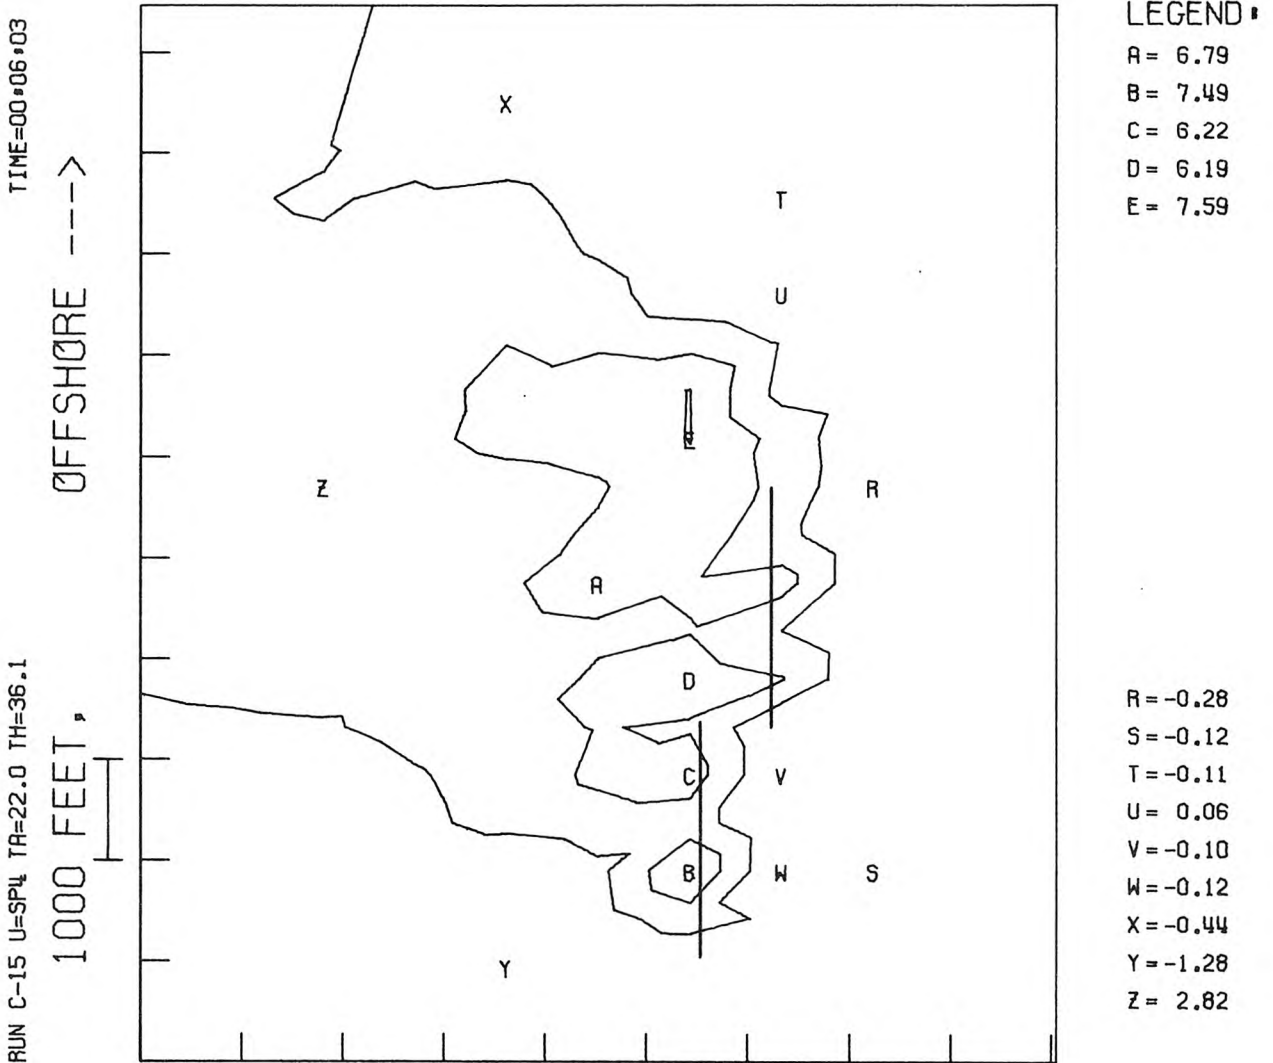 TIME=00:06:03
OFFSHORE --->
RUN C-15 U=SP4 TA=22.0 TH=36.1
1000 FEET.
X
T
U
E
Z
R
A
D
C
V
B
W
S
Y
LEGEND:
A= 6.79
B= 7.49
C= 6.22
D= 6.19
E= 7.59
R=-0.28
S=-0.12
T=-0.11
U= 0.06
V=-0.10
W=-0.12
X=-0.44
Y=-1.28
Z= 2.82